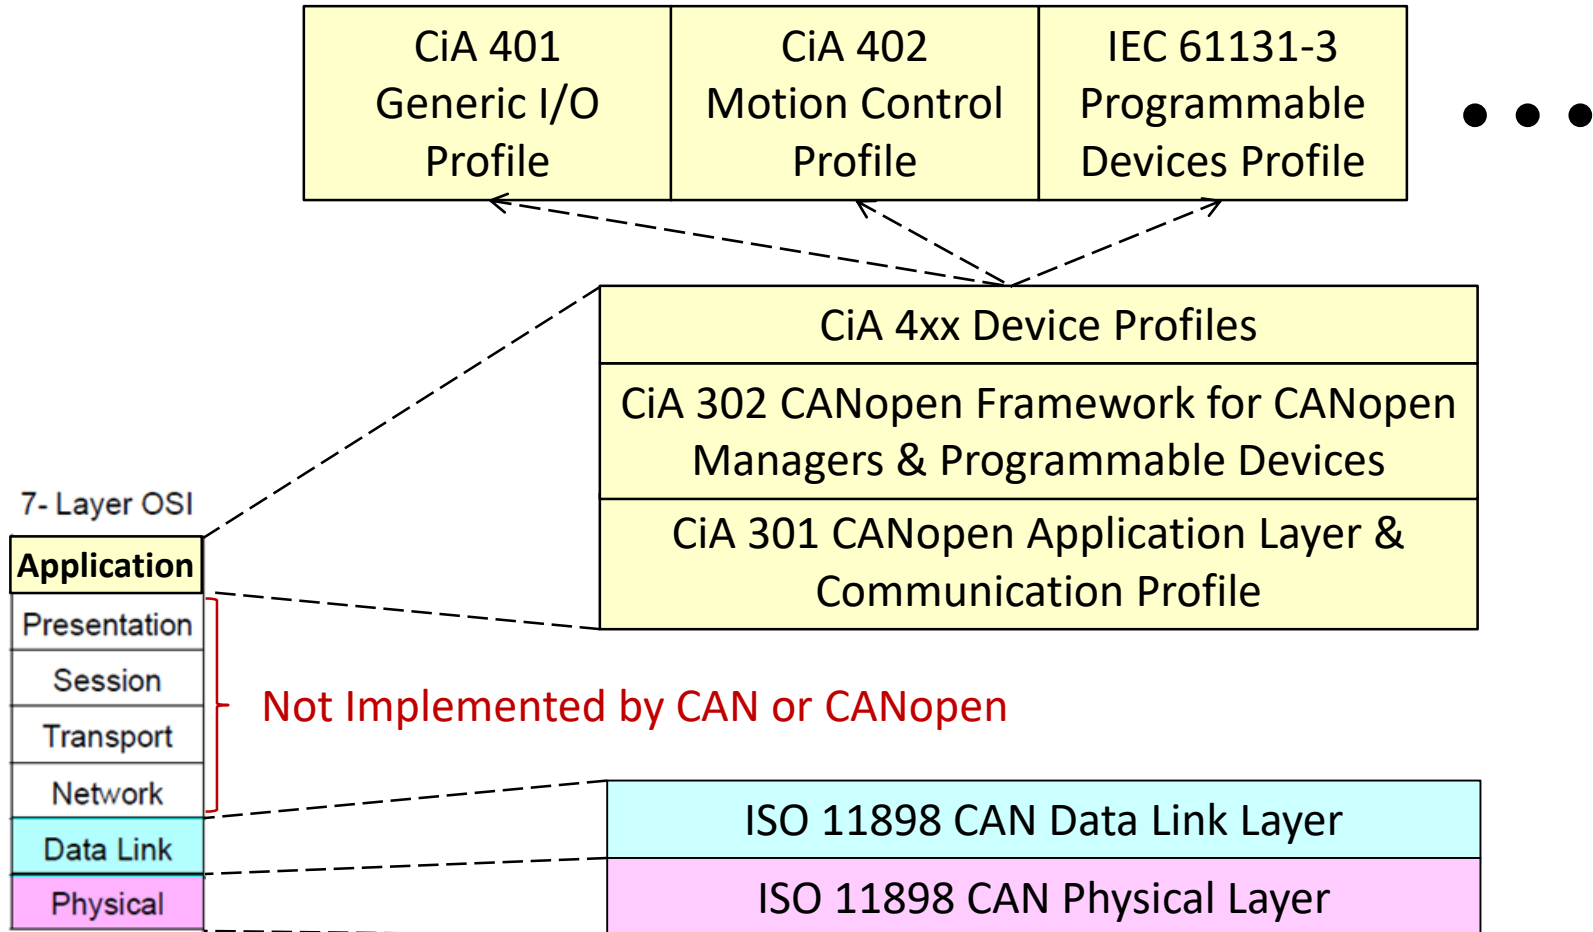 CiA 401
Generic I/O
Profile
CiA 402
Motion Control
Profile
IEC 61131-3
Programmable
Devices Profile
CiA 4xx Device Profiles
CiA 302 CANopen Framework for CANopen
Managers & Programmable Devices
CiA 301 CANopen Application Layer &
Communication Profile
7- Layer OSI
Application
Presentation
Session
Transport
Network
Data Link
Physical
Not Implemented by CAN or CANopen
ISO 11898 CAN Data Link Layer
ISO 11898 CAN Physical Layer